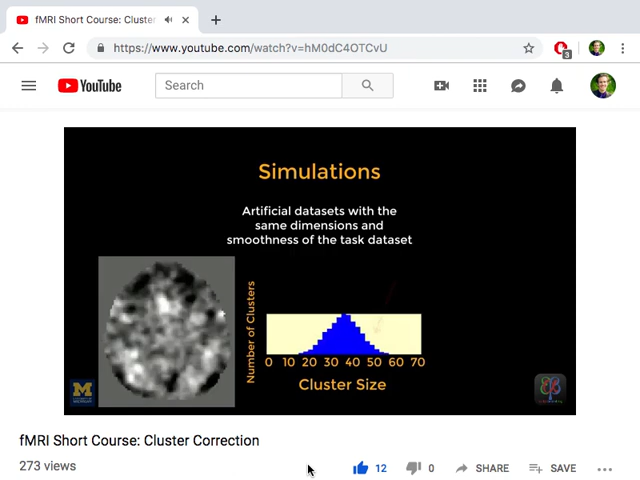 fMRI Short Course: Cluster
https://www.youtube.com/watch?v=hM0dC4OTCvU
3
YouTube
Search
Simulations
Artificial datasets with the
same dimensions and
smoothness of the task dataset
Number of Clusters
0 10 20 30 40 50 60 70
Cluster Size
M
fMRI Short Course: Cluster Correction
273 views
12
0
SHARE
SAVE